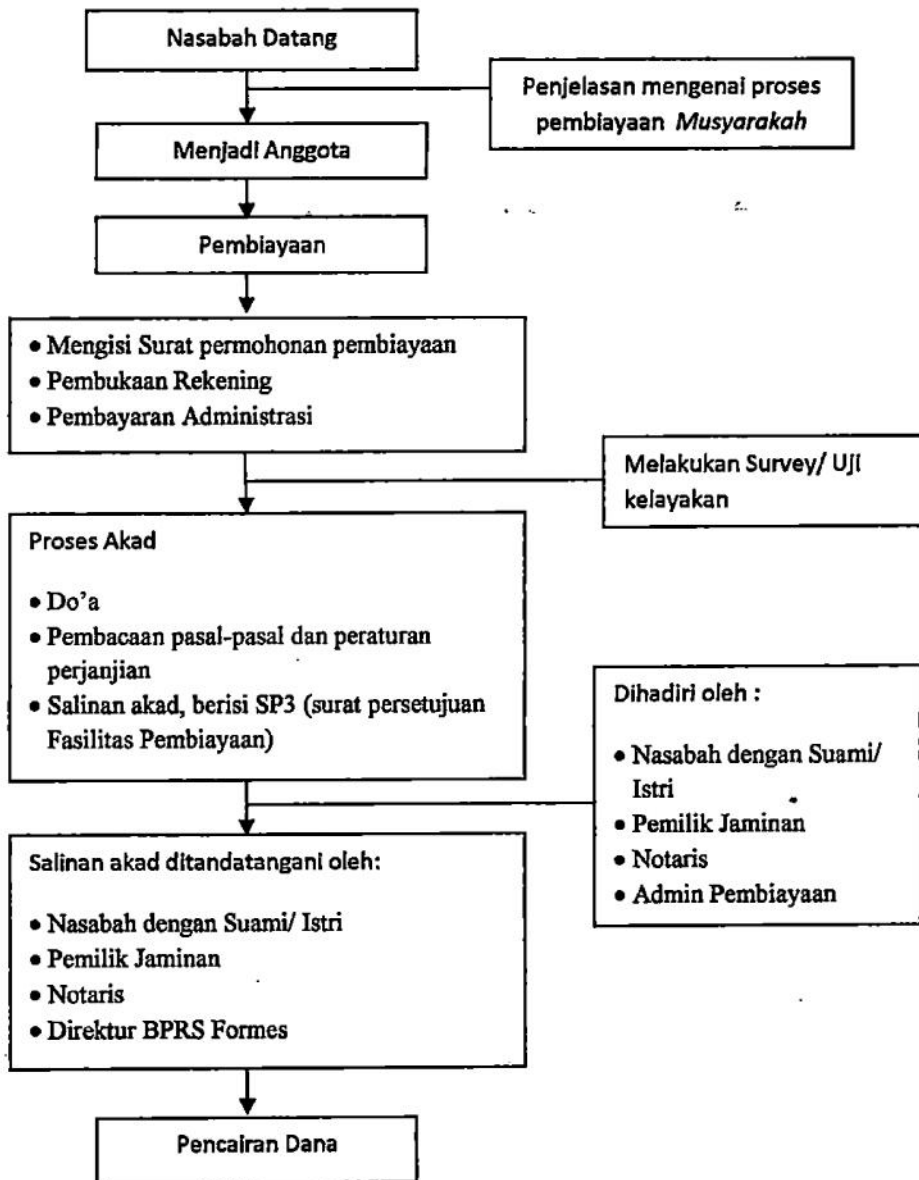 Nasabah Datang
Penjelasan mengenai proses
pembiayaan Musyarakah
Menjadi Anggota
Pembiayaan
• Mengisi Surat permohonan pembiayaan
• Pembukaan Rekening
• Pembayaran Administrasi
Melakukan Survey/ Uji
kelayakan
Proses Akad
• Do'a
• Pembacaan pasal-pasal dan peraturan
perjanjian
• Salinan akad, berisi SP3 (surat persetujuan
Fasilitas Pembiayaan)
Dihadiri oleh :
• Nasabah dengan Suami/
Istri
• Pemilik Jaminan
• Notaris
• Admin Pembiayaan
Salinan akad ditandatangani oleh:
• Nasabah dengan Suami/ Istri
• Pemilik Jaminan
• Notaris
• Direktur BPRS Formes
Pencairan Dana